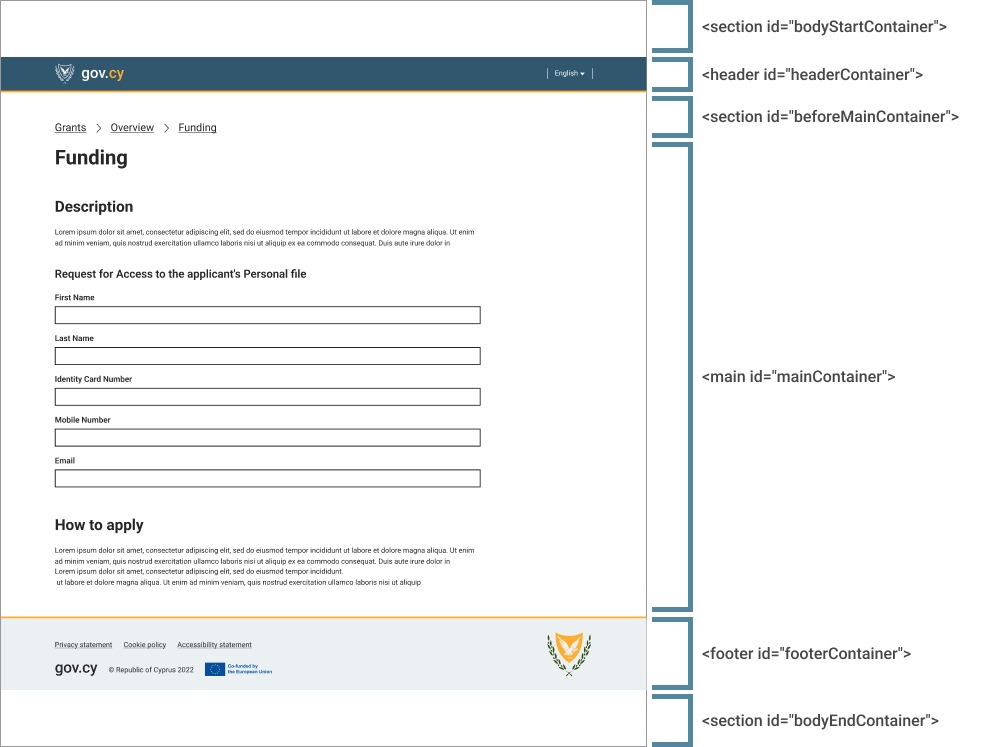 <section id="bodyStartContainer">
gov.cy
English
<header id="headerContainer">
Grants > Overview > Funding
<section id="beforeMainContainer">
Funding
Description
Lorem ipsum dolor sit amet, consectetur adipiscing elit, sed do eiusmod tempor incididunt ut labore et dolore magna aliqua. Ut enim
ad minim veniam, quis nostrud exercitation ullamco laboris nisi ut aliquip ex ea commodo consequat. Duis aute irure dolor in
Request for Access to the applicant's Personal file
First Name
Last Name
Identity Card Number
<main id="mainContainer">
Mobile Number
Email
How to apply
Lorem ipsum dolor sit amet, consectetur adipiscing elit, sed do eiusmod tempor incididunt ut labore et dolore magna aliqua. Ut enim
ad minim veniam, quis nostrud exercitation ullamco laboris nisi ut aliquip ex ea commodo consequat. Duis aute irure dolor in
Lorem ipsum dolor sit amet, consectetur adipiscing elit, sed do eiusmod tempor incididunt.
ut labore et dolore magna aliqua. Ut enim ad minim veniam, quis nostrud exercitation ullamco laboris nisi ut aliquip
Privacy statement Cookie policy Accessibility statement
<footer id="footerContainer">
gov.cy © Republic of Cyprus 2022
Co-funded by
the European Union
<section id="bodyEndContainer">